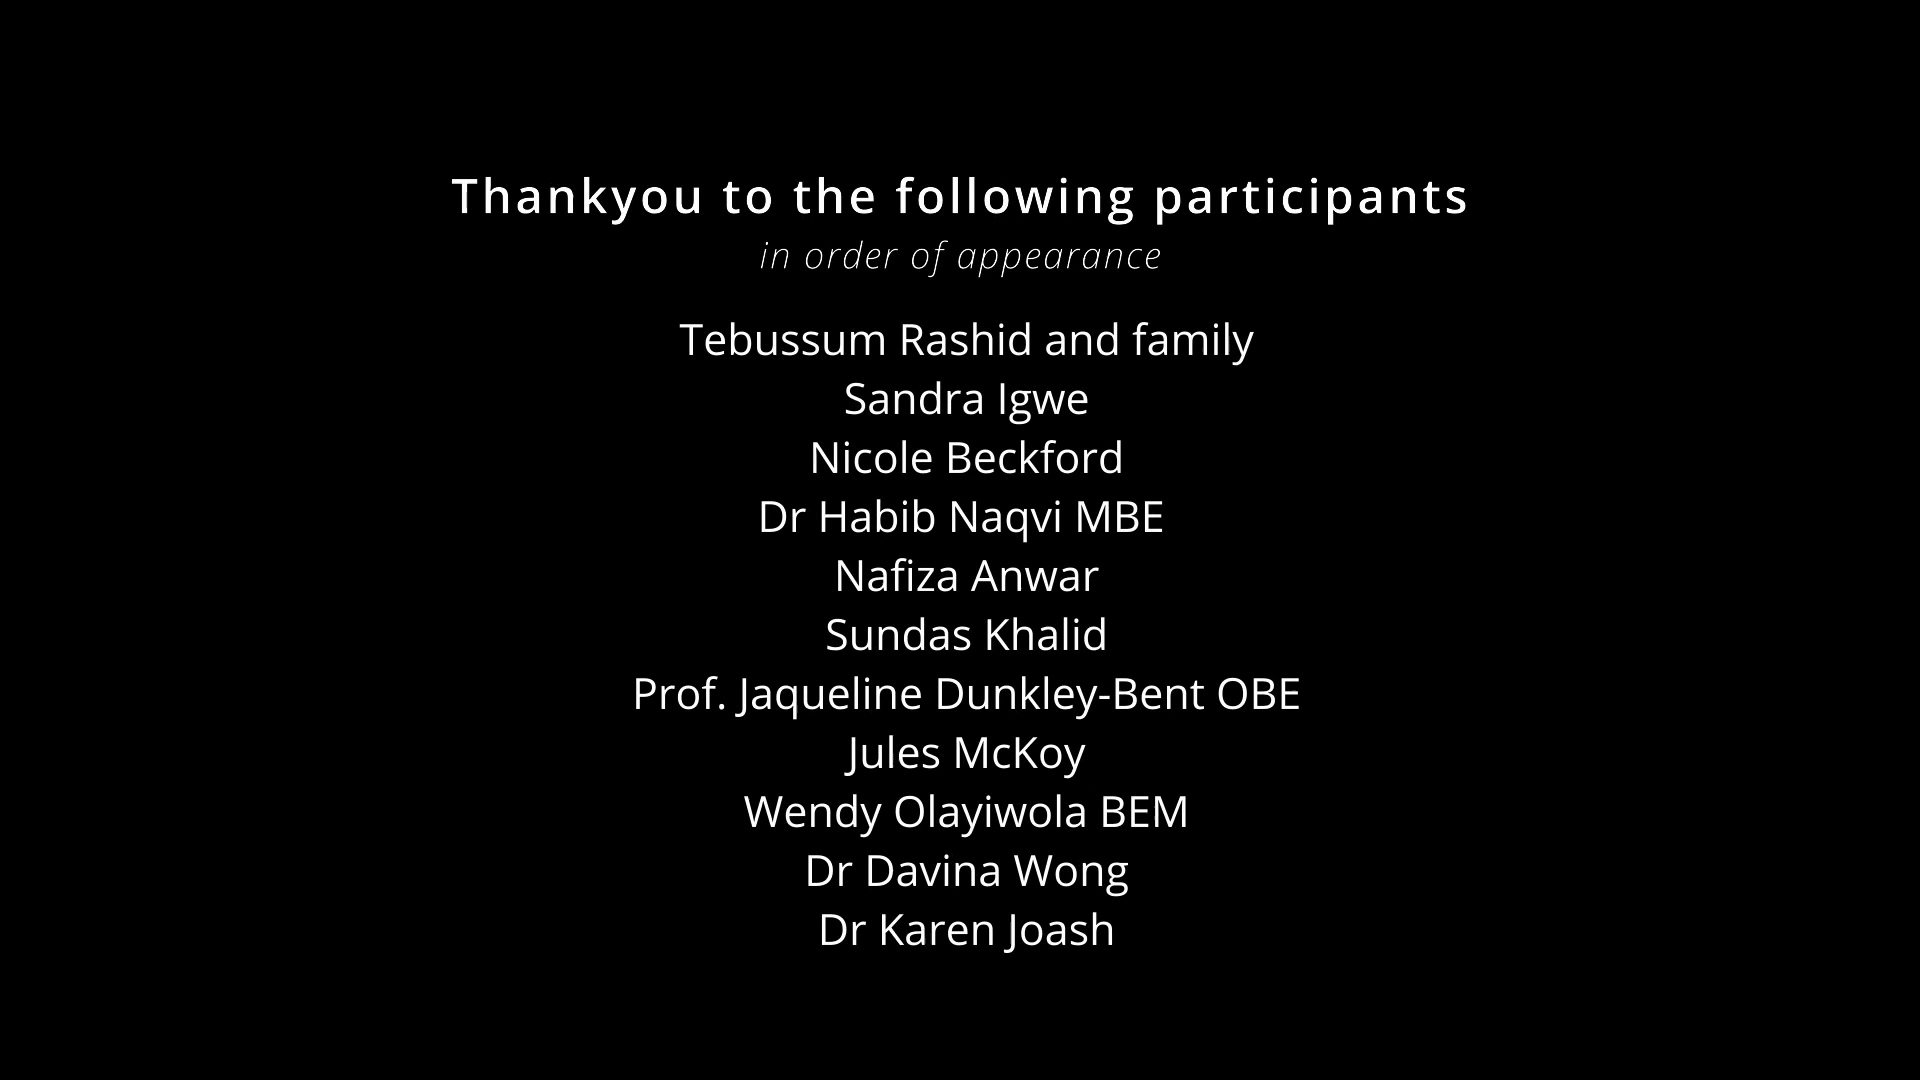 Thankyou to the following participants
in order of appearance
Tebussum Rashid and family
Sandra Igwe
Nicole Beckford
Dr Habib Naqvi MBE
Nafiza Anwar
Sundas Khalid
Prof. Jaqueline Dunkley-Bent OBE
Jules McKoy
Wendy Olayiwola BEM
Dr Davina Wong
Dr Karen Joash